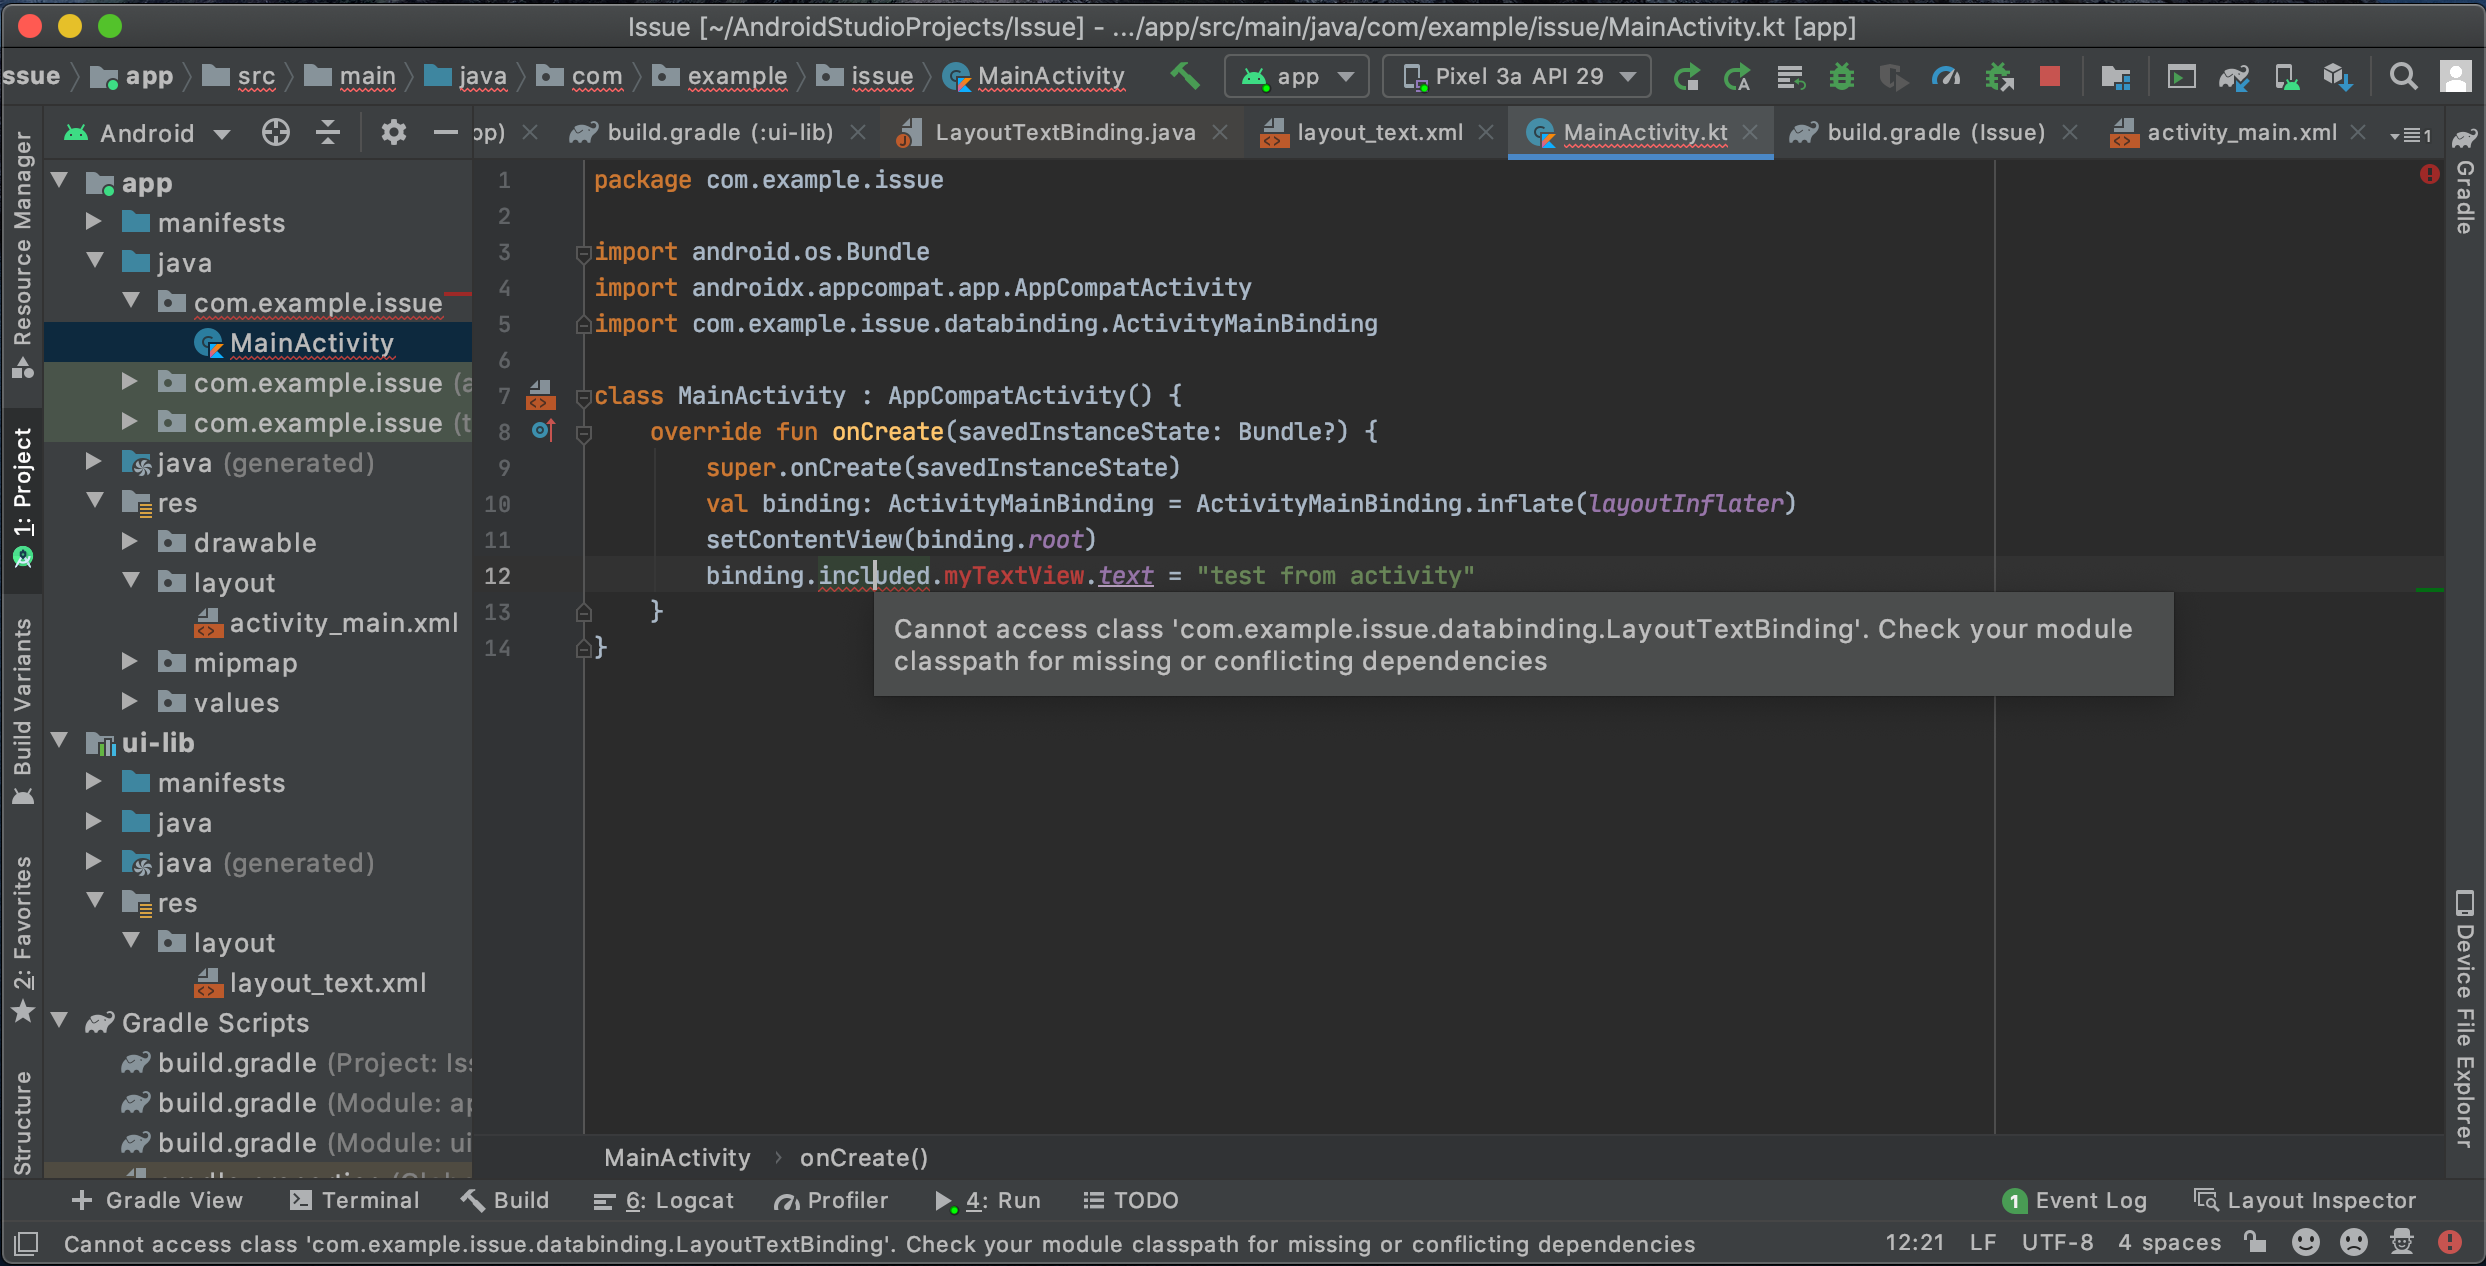 Issue [~/AndroidStudioProjects/Issue] - .../app/src/main/java/com/example/issue/MainActivity.kt [app]
ssue app src main java com example issue MainActivity app Pixel 3a API 29
Android op) build.gradle (:ui-lib) LayoutTextBinding.java layout_text.xml MainActivity.kt build.gradle (Issue) activity_main.xml 1
Resource Manager
1: Project
Build Variants
2: Favorites
Structure
app
manifests
java
com.example.issue
MainActivity
com.example.issue (a
com.example.issue (t
java (generated)
res
drawable
layout
activity_main.xml
mipmap
values
ui-lib
manifests
java
java (generated)
res
layout
layout_text.xml
Gradle Scripts
build.gradle (Project: Iss
build.gradle (Module: ap
build.gradle (Module: ui
1 package com.example.issue
2
3 import android.os.Bundle
4 import androidx.appcompat.app.AppCompatActivity
5 import com.example.issue.databinding.ActivityMainBinding
6
7 class MainActivity : AppCompatActivity() {
8 override fun onCreate(savedInstanceState: Bundle?) {
9 super.onCreate(savedInstanceState)
10 val binding: ActivityMainBinding = ActivityMainBinding.inflate(layoutInflater)
11 setContentView(binding.root)
12 binding.included.myTextView.text = "test from activity"
13 }
14 }
Cannot access class 'com.example.issue.databinding.LayoutTextBinding'. Check your module
classpath for missing or conflicting dependencies
Gradle
Device File Explorer
MainActivity onCreate()
Gradle View Terminal Build 6: Logcat Profiler 4: Run TODO 1 Event Log Layout Inspector
Cannot access class 'com.example.issue.databinding.LayoutTextBinding'. Check your module classpath for missing or conflicting dependencies 12:21 LF UTF-8 4 spaces